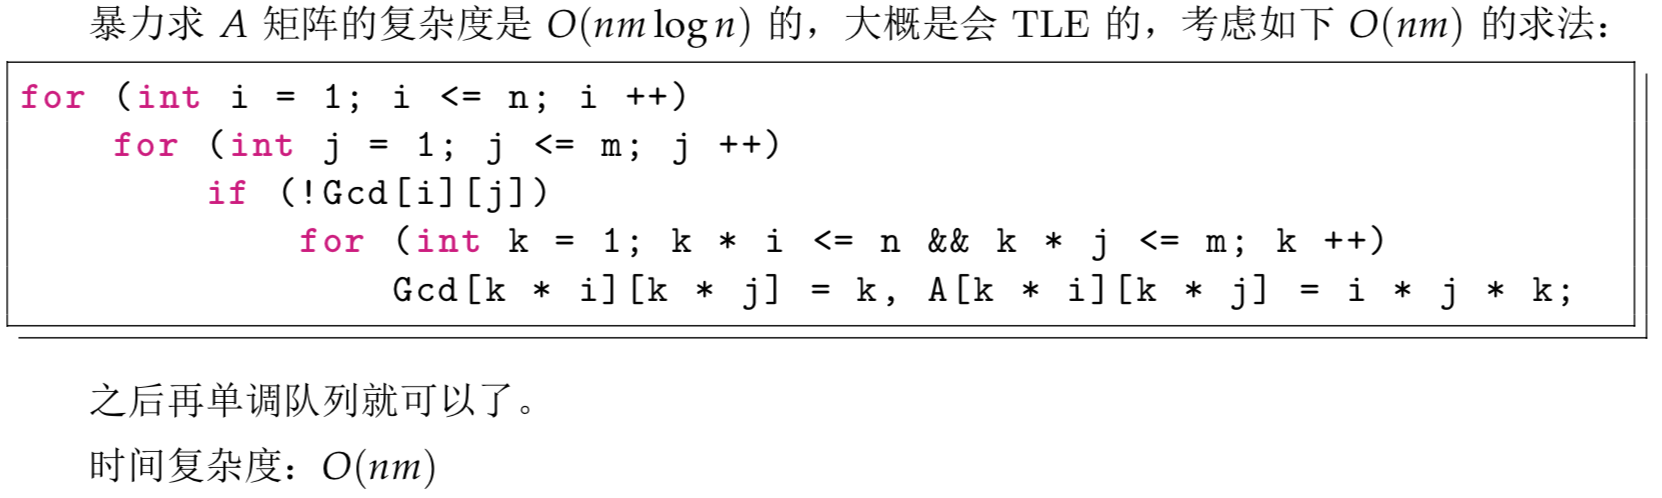 暴力求 A 矩阵的复杂度是 O(nm log n) 的，大概是会 TLE 的，考虑如下 O(nm) 的求法：
for (int i = 1; i <= n; i ++)
    for (int j = 1; j <= m; j ++)
        if (!Gcd[i][j])
            for (int k = 1; k * i <= n && k * j <= m; k ++)
                Gcd[k * i][k * j] = k, A[k * i][k * j] = i * j * k;
之后再单调队列就可以了。
时间复杂度：O(nm)